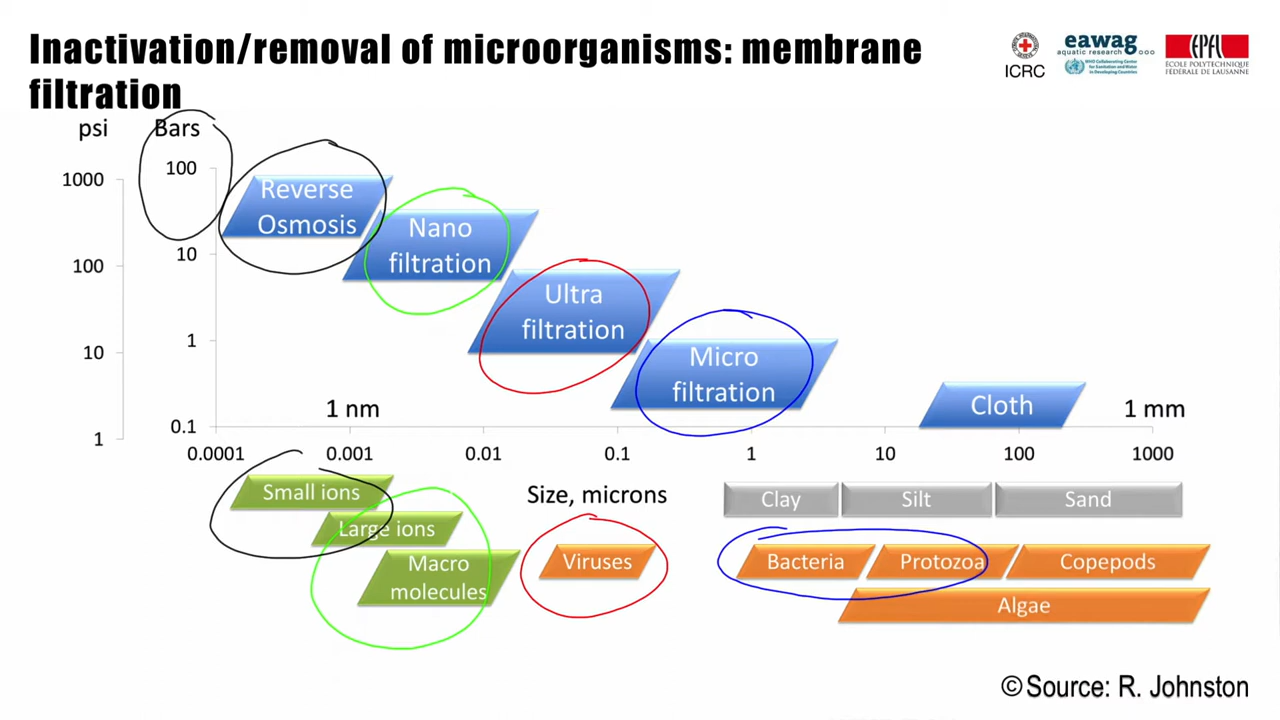 Inactivation/removal of microorganisms: membrane
filtration
ICRC
eawag
aquatic research
WHO Collaborating Center
for Sanitation and Water
in Developing Countries
EPFL
ÉCOLE POLYTECHNIQUE
FÉDÉRALE DE LAUSANNE
psi
Bars
1000
100
10
1
100
10
1
0.1
Reverse
Osmosis
Nano
filtration
Ultra
filtration
Micro
filtration
Cloth
1 nm
1 mm
0.0001
0.001
0.01
0.1
1
10
100
1000
Size, microns
Small ions
Large ions
Macro
molecules
Viruses
Clay
Silt
Sand
Bacteria
Protozoa
Copepods
Algae
©Source: R. Johnston